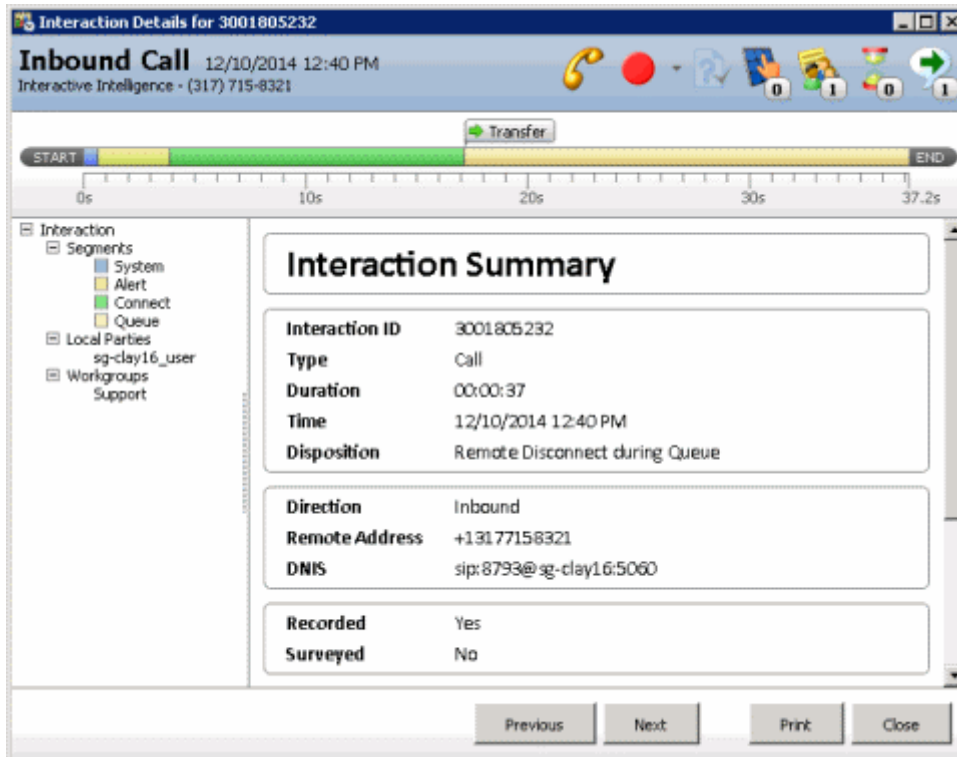 Interaction Details for 3001805232
Inbound Call 12/10/2014 12:40 PM
Interactive Intelligence - (317) 715-8321
0 1 0 1
Transfer
START END
0s 10s 20s 30s 37.2s
Interaction
Segments
System
Alert
Connect
Queue
Local Parties
sg-clay16_user
Workgroups
Support
Interaction Summary
Interaction ID 3001805232
Type Call
Duration 00:00:37
Time 12/10/2014 12:40 PM
Disposition Remote Disconnect during Queue
Direction Inbound
Remote Address +13177158321
DNIS sip:8793@sg-clay16:5060
Recorded Yes
Surveyed No
Previous Next Print Close